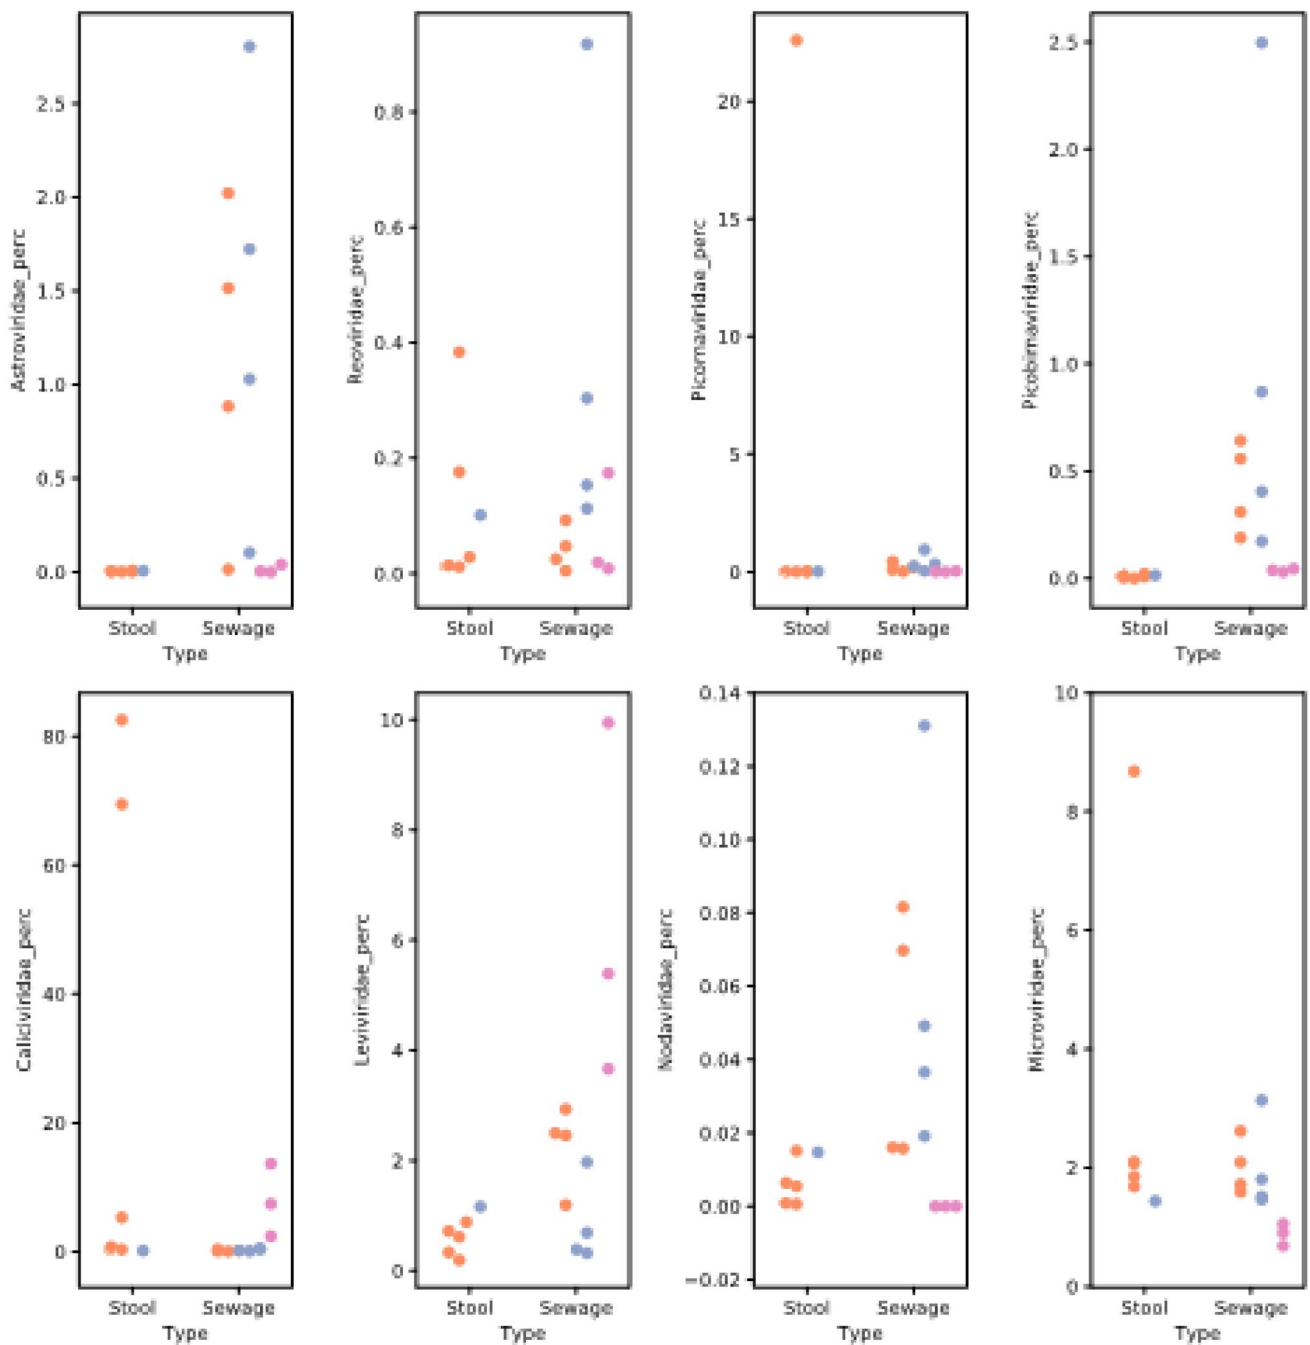 Astroviridae_perc
2.5
2.0
1.5
1.0
0.5
0.0
Stool Sewage
Type
Reoviridae_perc
0.8
0.6
0.4
0.2
0.0
Stool Sewage
Type
Picornaviridae_perc
20
15
10
5
0
Stool Sewage
Type
Picobirnaviridae_perc
2.5
2.0
1.5
1.0
0.5
0.0
Stool Sewage
Type
Caliciviridae_perc
80
60
40
20
0
Stool Sewage
Type
Leviviridae_perc
10
8
6
4
2
0
Stool Sewage
Type
Nodaviridae_perc
0.14
0.12
0.10
0.08
0.06
0.04
0.02
0.00
−0.02
Stool Sewage
Type
Microviridae_perc
10
8
6
4
2
0
Stool Sewage
Type